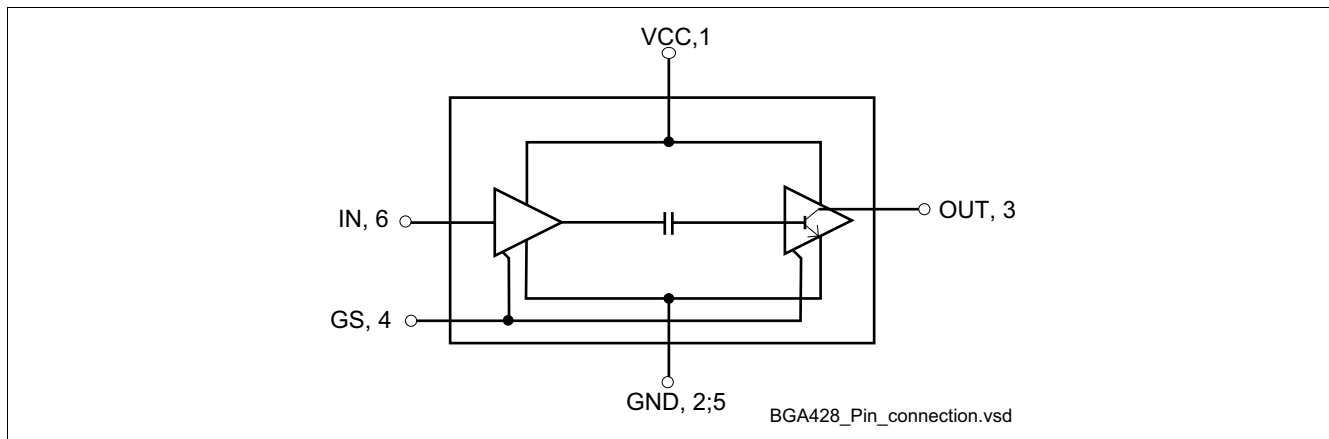 VCC,1
IN, 6
OUT, 3
GS, 4
GND, 2;5
BGA428_Pin_connection.vsd